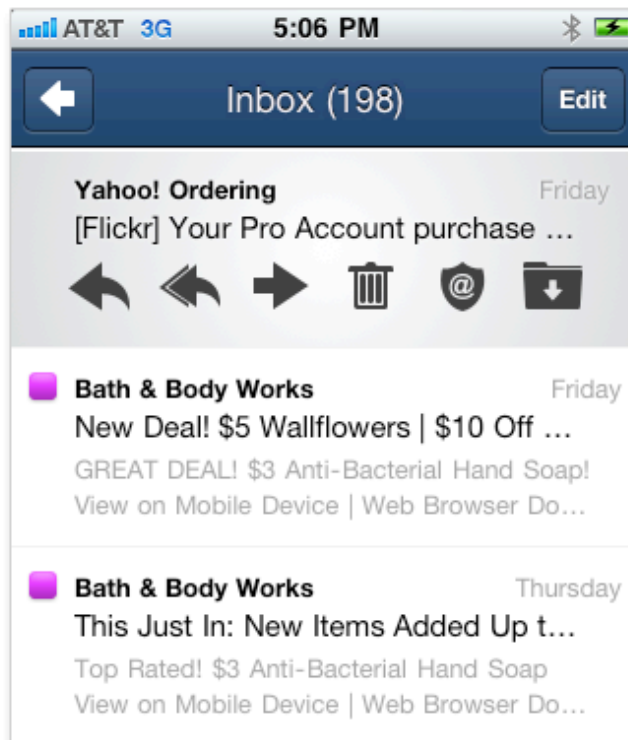 AT&T 3G 5:06 PM
Inbox (198) Edit
Yahoo! Ordering Friday
[Flickr] Your Pro Account purchase ...
@
Bath & Body Works Friday
New Deal! $5 Wallflowers | $10 Off ...
GREAT DEAL! $3 Anti-Bacterial Hand Soap!
View on Mobile Device | Web Browser Do...
Bath & Body Works Thursday
This Just In: New Items Added Up t...
Top Rated! $3 Anti-Bacterial Hand Soap
View on Mobile Device | Web Browser Do...